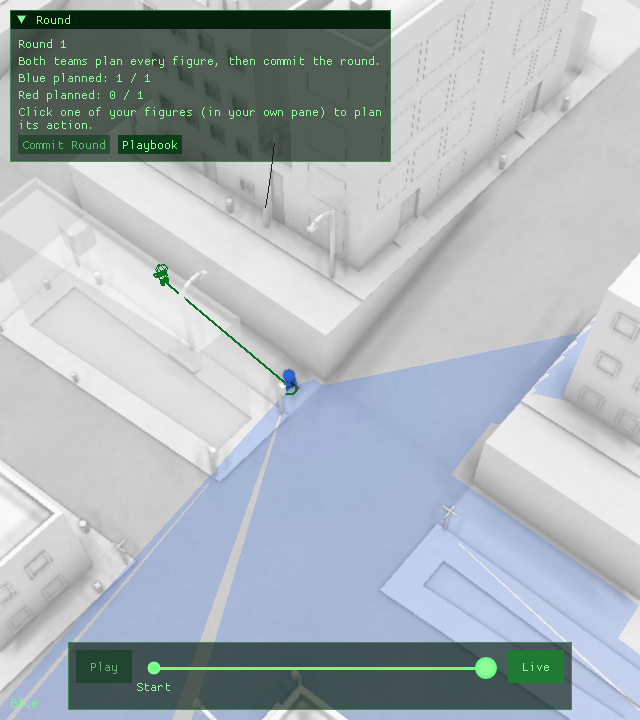 Round
Round 1
Both teams plan every figure, then commit the round.
Blue planned: 1 / 1
Red planned: 0 / 1
Click one of your figures (in your own pane) to plan
its action.
Commit Round
Playbook
Play
Start
Live
Blue